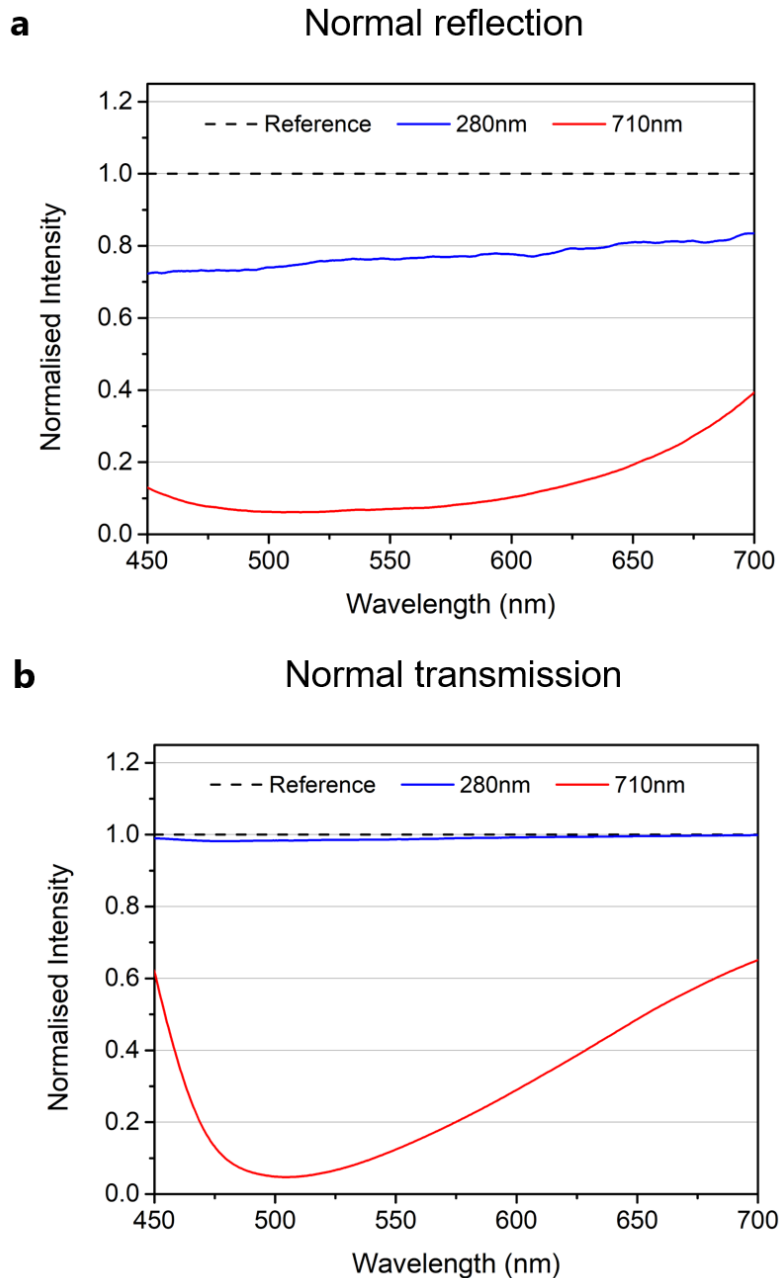 a Normal reflection
1.2
Reference 280nm 710nm
1.0
0.8
0.6
0.4
0.2
0.0
Normalised Intensity
450 500 550 600 650 700
Wavelength (nm)
b Normal transmission
1.2
Reference 280nm 710nm
1.0
0.8
0.6
0.4
0.2
0.0
Normalised Intensity
450 500 550 600 650 700
Wavelength (nm)